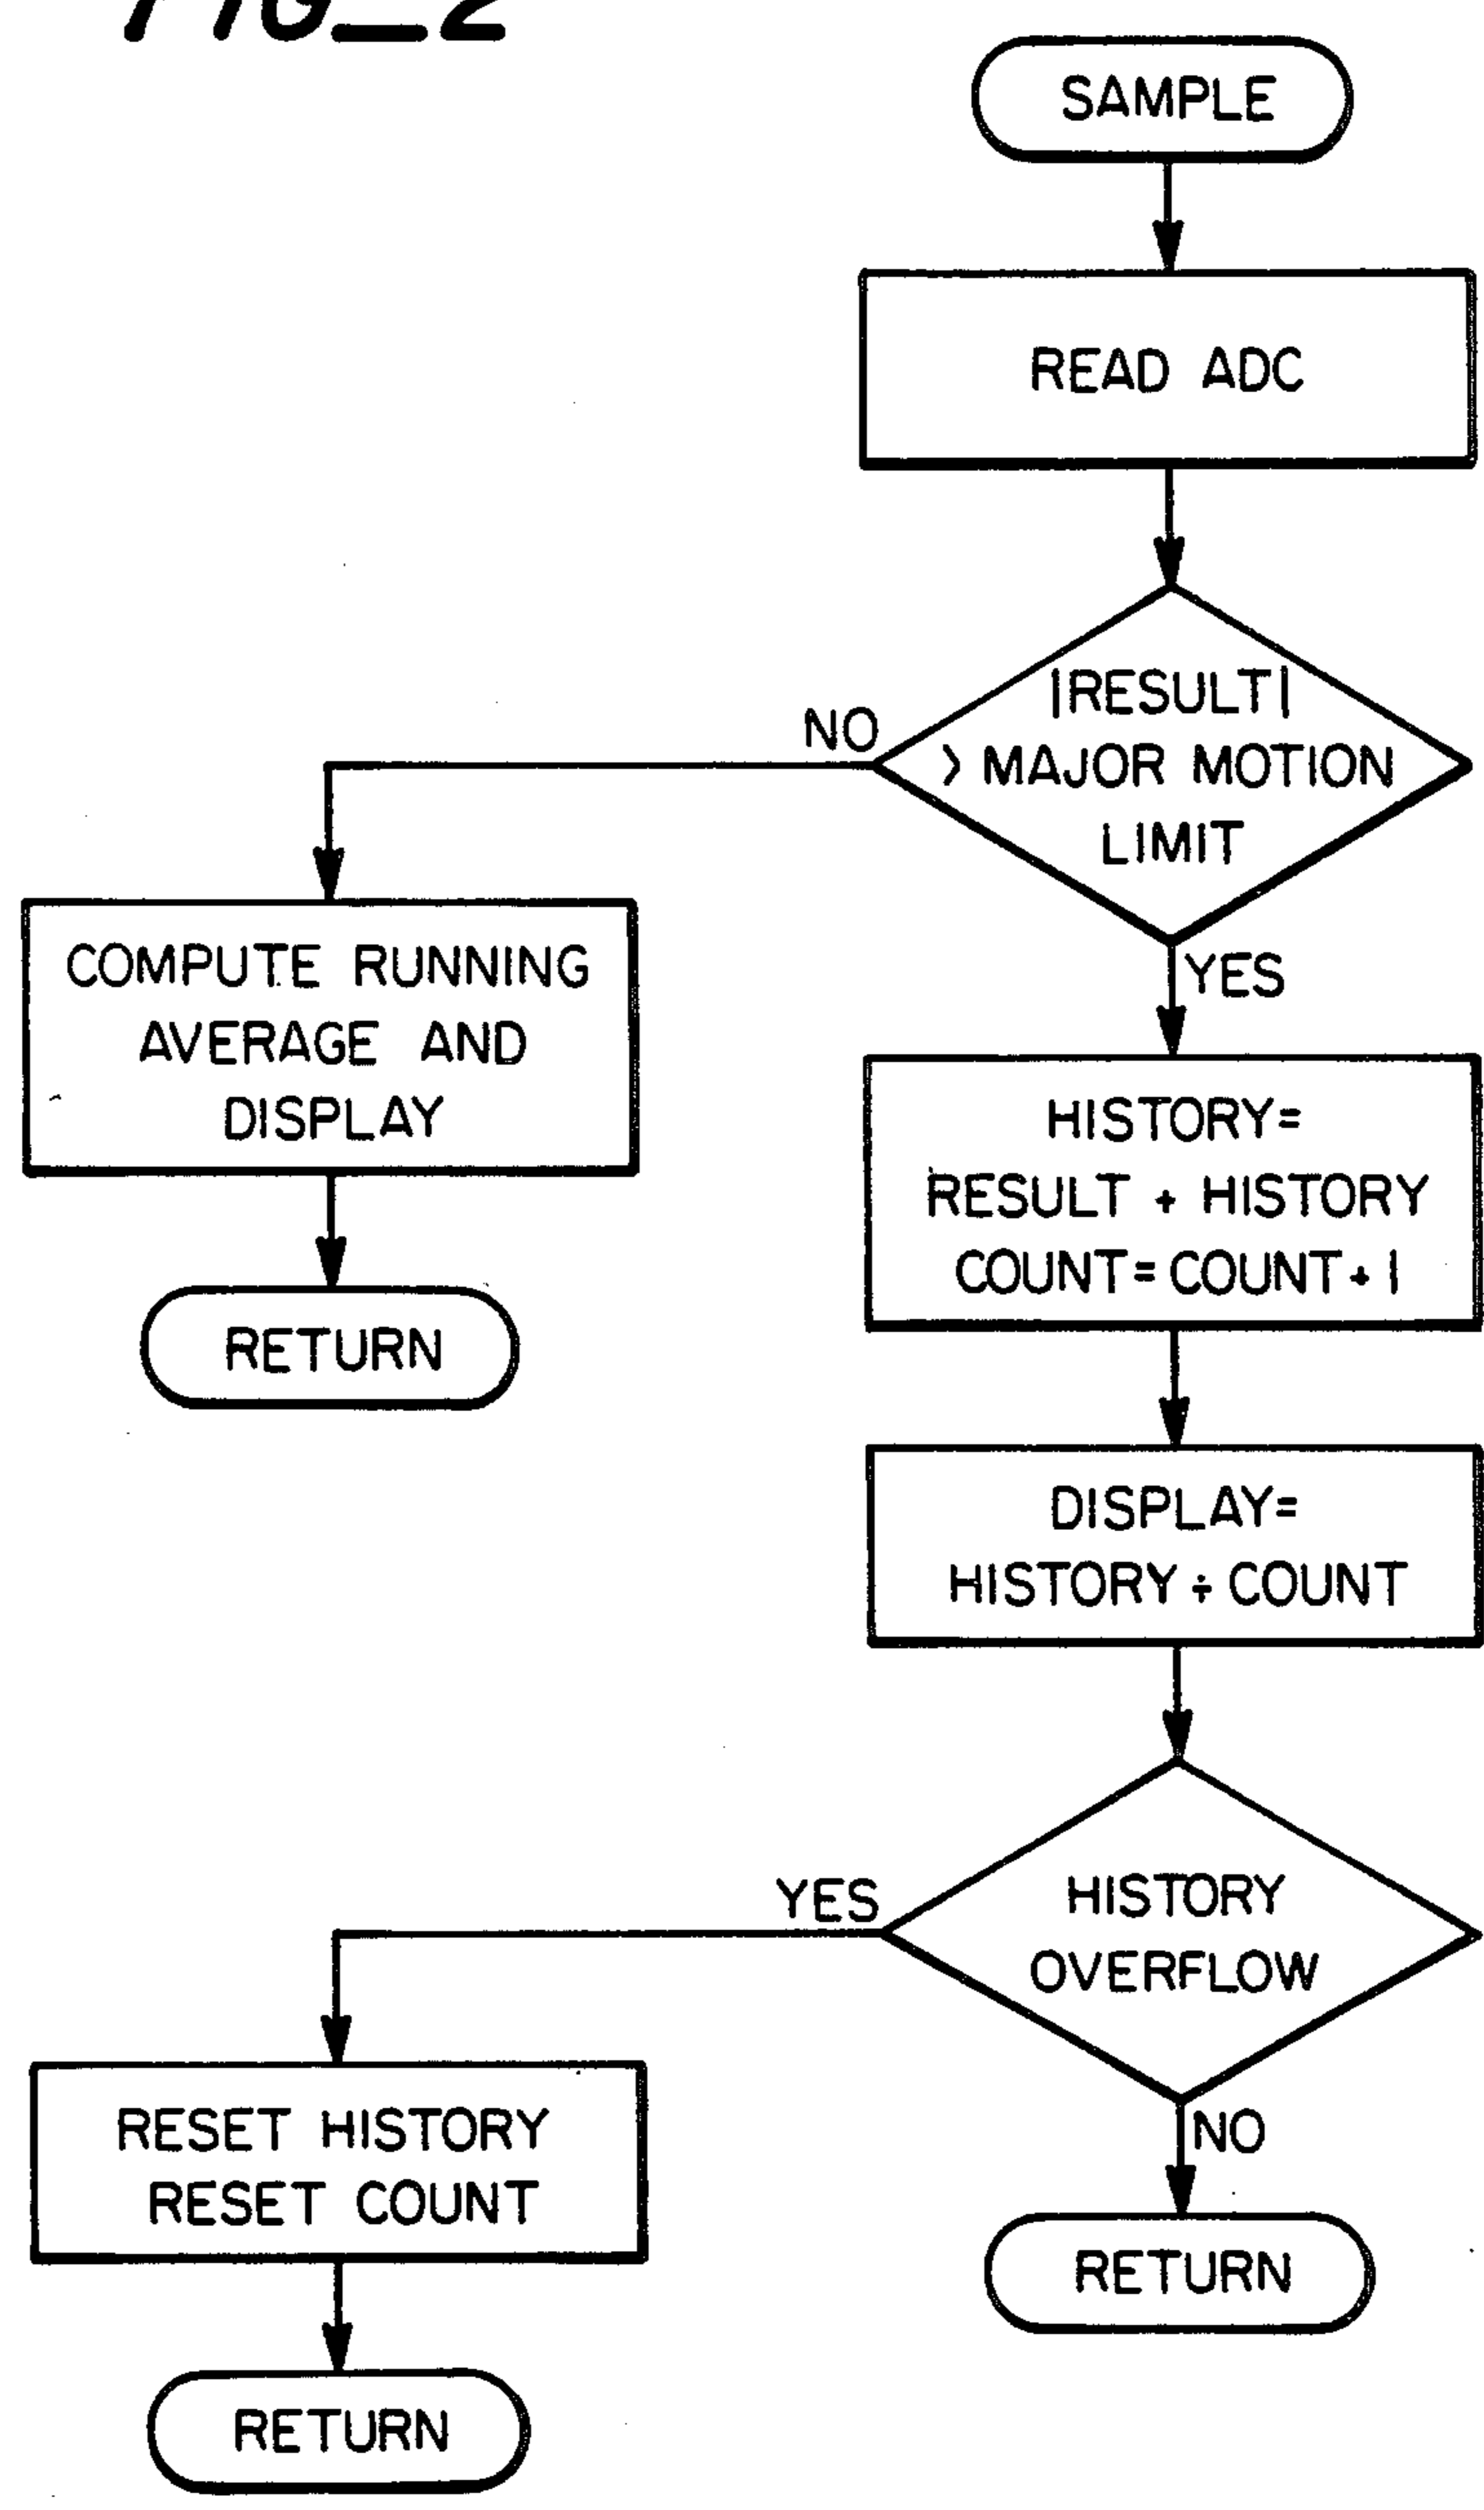 FIG_2
SAMPLE
READ ADC
|RESULT|
> MAJOR MOTION
LIMIT
NO
YES
COMPUTE RUNNING
AVERAGE AND
DISPLAY
RETURN
HISTORY=
RESULT + HISTORY
COUNT=COUNT+1
DISPLAY=
HISTORY÷COUNT
HISTORY
OVERFLOW
YES
NO
RESET HISTORY
RESET COUNT
RETURN
RETURN